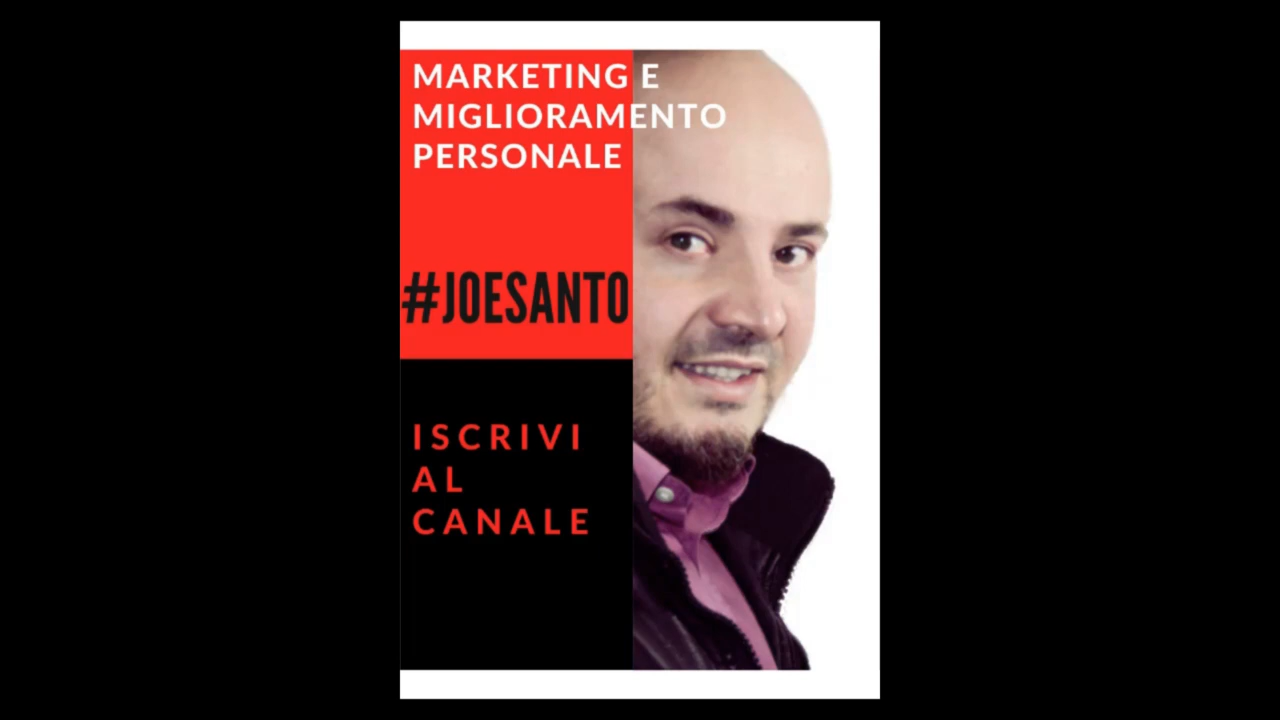 MARKETING E
MIGLIORAMENTO
PERSONALE
#JOESANTO
ISCRIVI
AL
CANALE